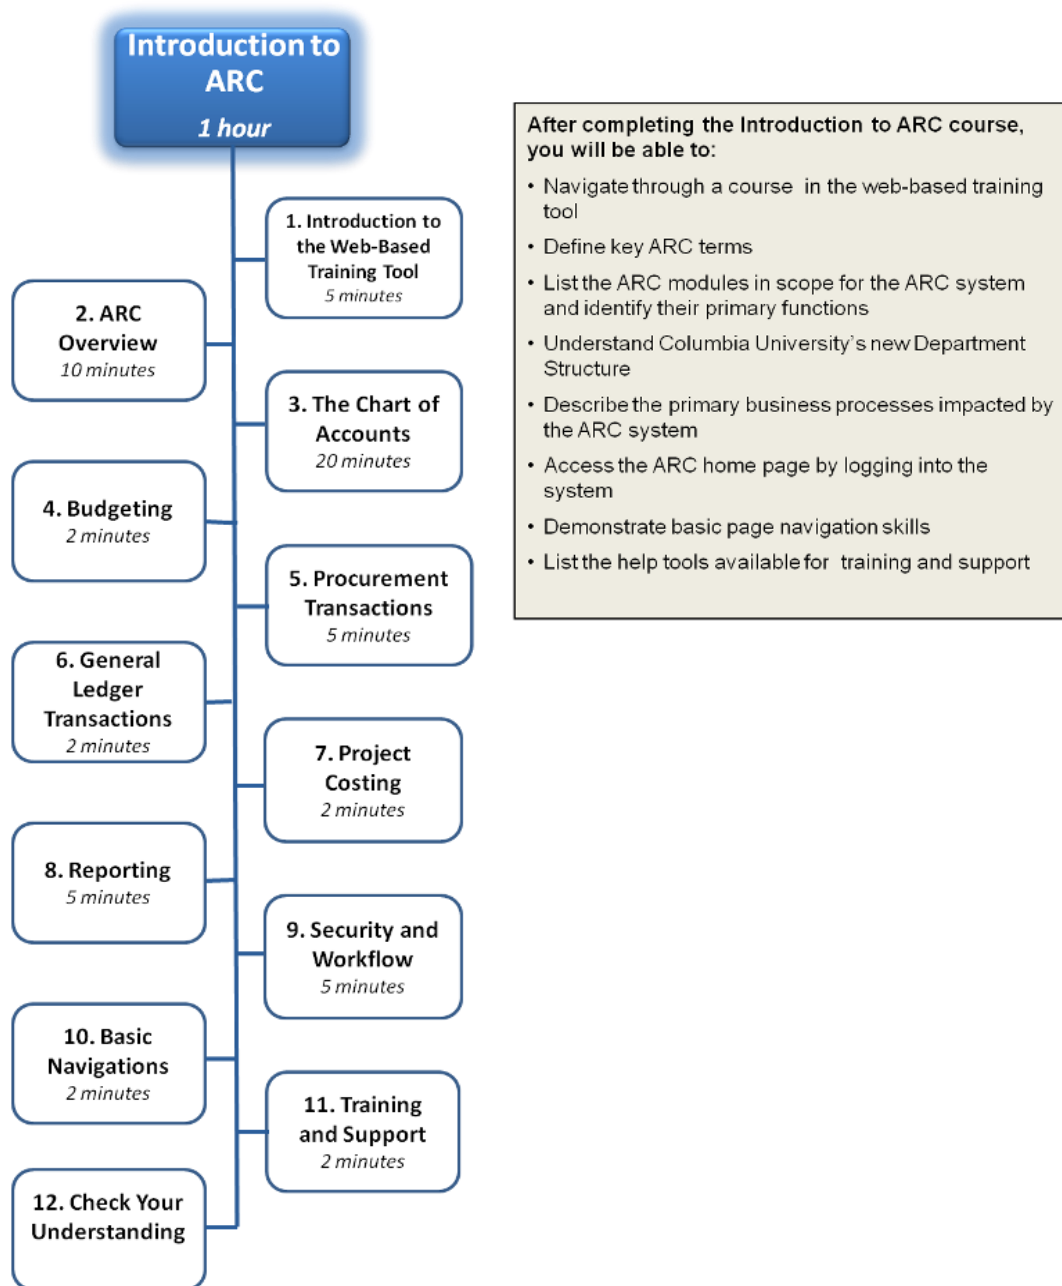 Introduction to
ARC
1 hour
1. Introduction to
the Web-Based
Training Tool
5 minutes
2. ARC
Overview
10 minutes
3. The Chart of
Accounts
20 minutes
4. Budgeting
2 minutes
5. Procurement
Transactions
5 minutes
6. General
Ledger
Transactions
2 minutes
7. Project
Costing
2 minutes
8. Reporting
5 minutes
9. Security and
Workflow
5 minutes
10. Basic
Navigations
2 minutes
11. Training
and Support
2 minutes
12. Check Your
Understanding
After completing the Introduction to ARC course,
you will be able to:
• Navigate through a course in the web-based training
tool
• Define key ARC terms
• List the ARC modules in scope for the ARC system
and identify their primary functions
• Understand Columbia University's new Department
Structure
• Describe the primary business processes impacted by
the ARC system
• Access the ARC home page by logging into the
system
• Demonstrate basic page navigation skills
• List the help tools available for training and support